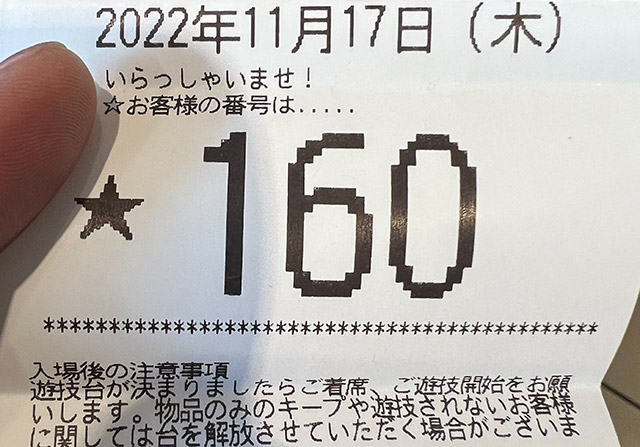 2022年11月17日（木）
いらっしゃいませ！
☆お客様の番号は.....
★160
******************************************************
入場後の注意事項
遊技台が決まりましたらご着席、ご遊技開始をお願
いします。物品のみのキープや遊技されないお客様
に関しては台を解放させていただく場合がございま